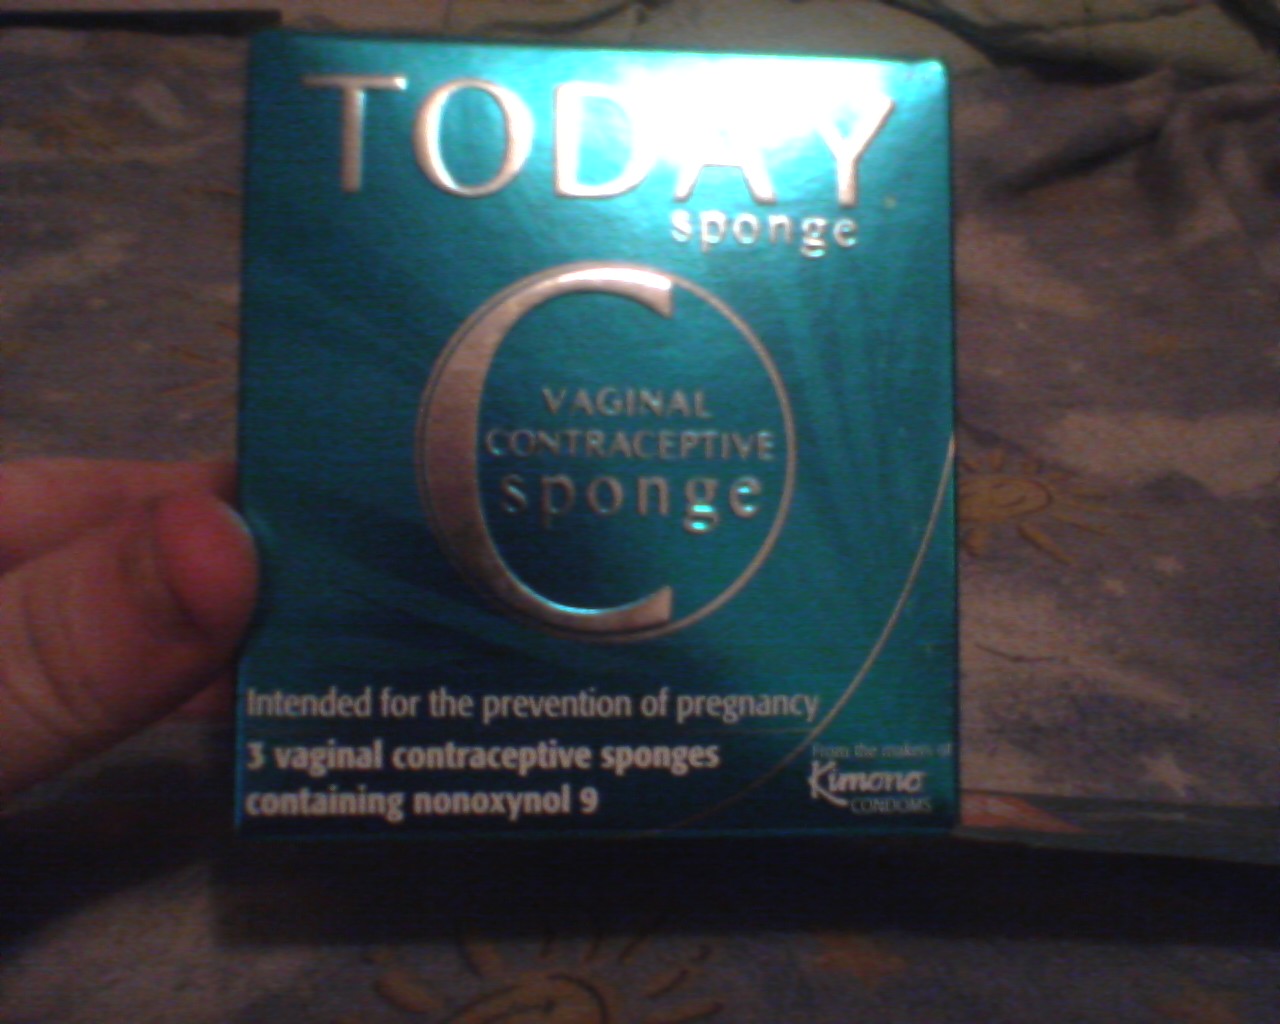 TODAY
sponge
C
VAGINAL
CONTRACEPTIVE
sponge
Intended for the prevention of pregnancy
3 vaginal contraceptive sponges
containing nonoxynol 9
From the makers of
Kimono
CONDOMS